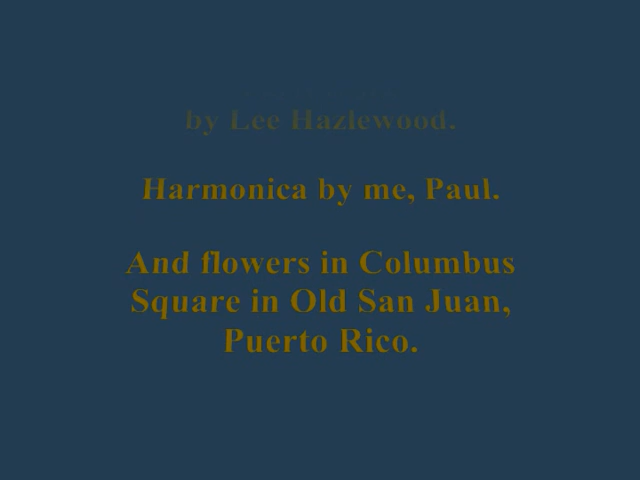 by Lee Hazlewood.
Harmonica by me, Paul.
And flowers in Columbus
Square in Old San Juan,
Puerto Rico.